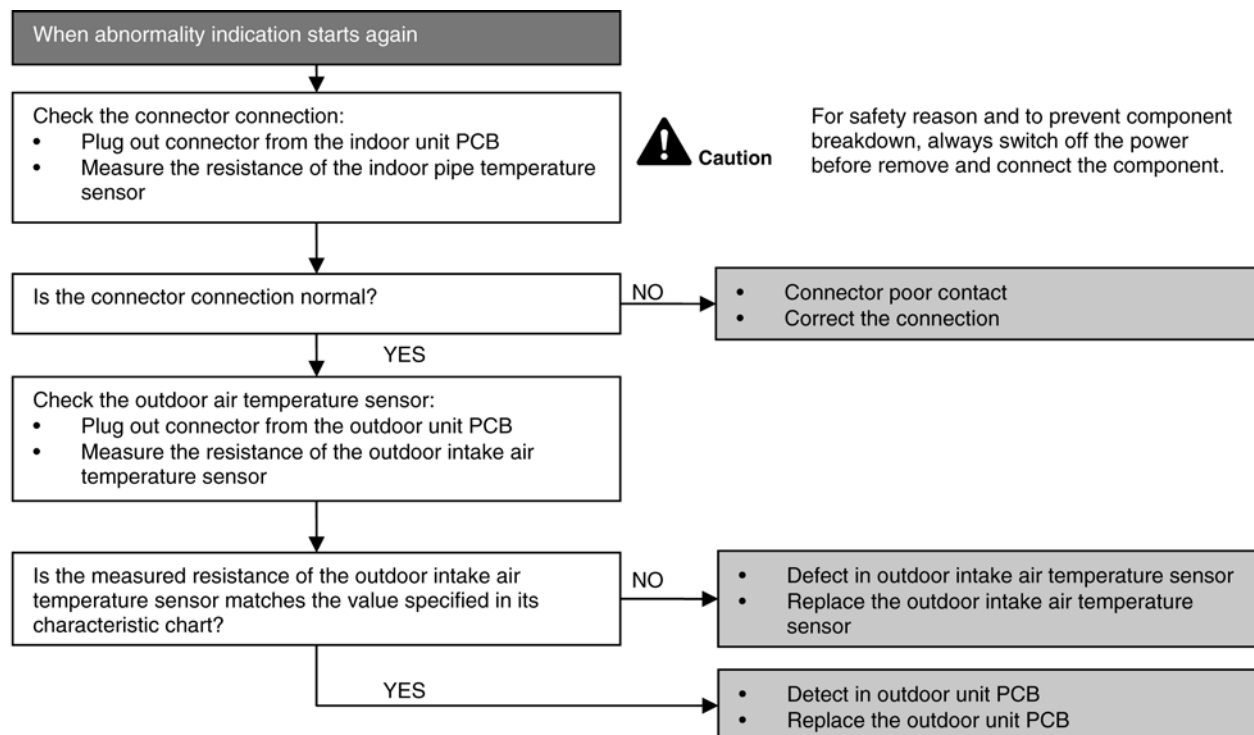 When abnormality indication starts again
Check the connector connection:
• Plug out connector from the indoor unit PCB
• Measure the resistance of the indoor pipe temperature
sensor
Caution
For safety reason and to prevent component
breakdown, always switch off the power
before remove and connect the component.
Is the connector connection normal?
NO
• Connector poor contact
• Correct the connection
YES
Check the outdoor air temperature sensor:
• Plug out connector from the outdoor unit PCB
• Measure the resistance of the outdoor intake air
temperature sensor
Is the measured resistance of the outdoor intake air
temperature sensor matches the value specified in its
characteristic chart?
NO
• Defect in outdoor intake air temperature sensor
• Replace the outdoor intake air temperature
sensor
YES
• Detect in outdoor unit PCB
• Replace the outdoor unit PCB